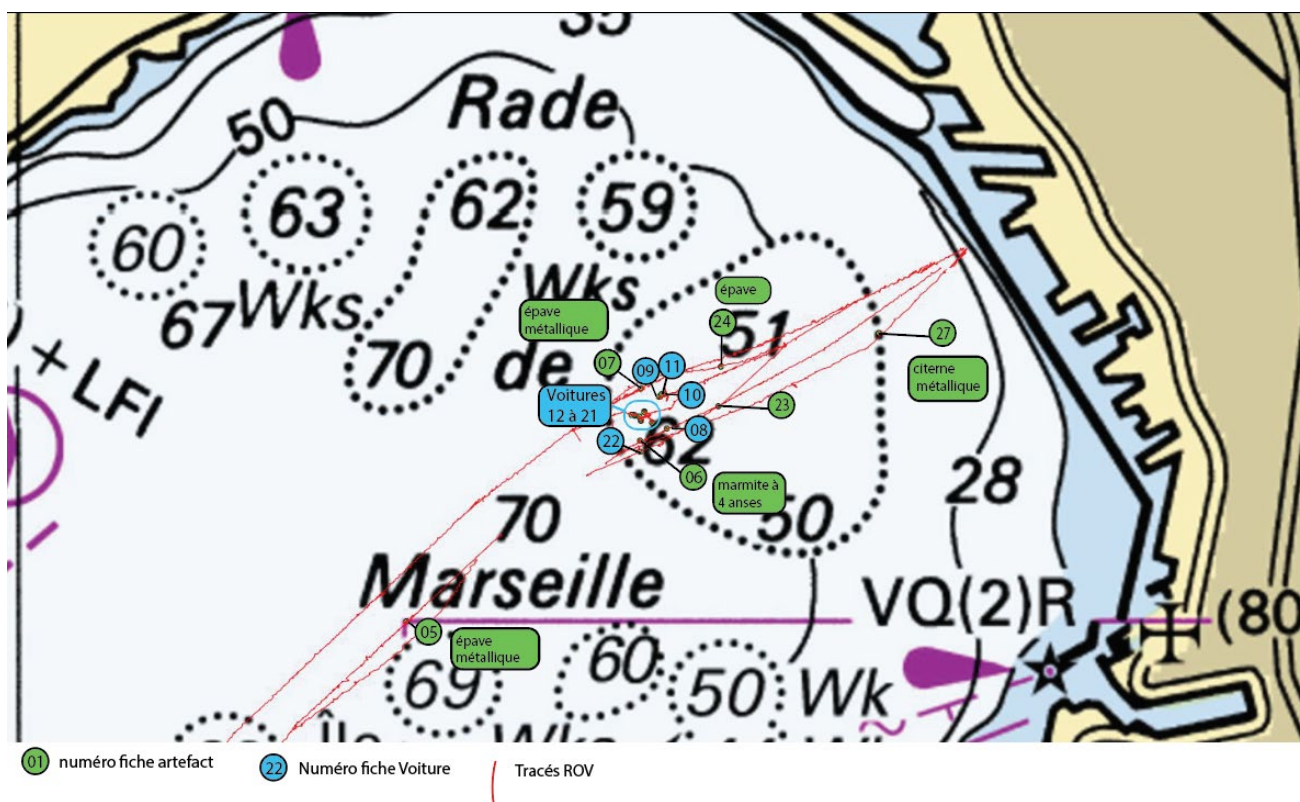 35
50
Rade
60
63
62
59
67
Wks
Wks
épave
épave
métallique
24
51
27
+ LFl
70
de
07
09
11
citerne
métallique
Voitures
12 à 21
10
23
22
08
62
06
marmite à
4 anses
28
70
50
Marseille
VQ(2)R
(80
05
épave
métallique
69
60
50
Wk
Île
01
numéro fiche artefact
22
Numéro fiche Voiture
Tracés ROV